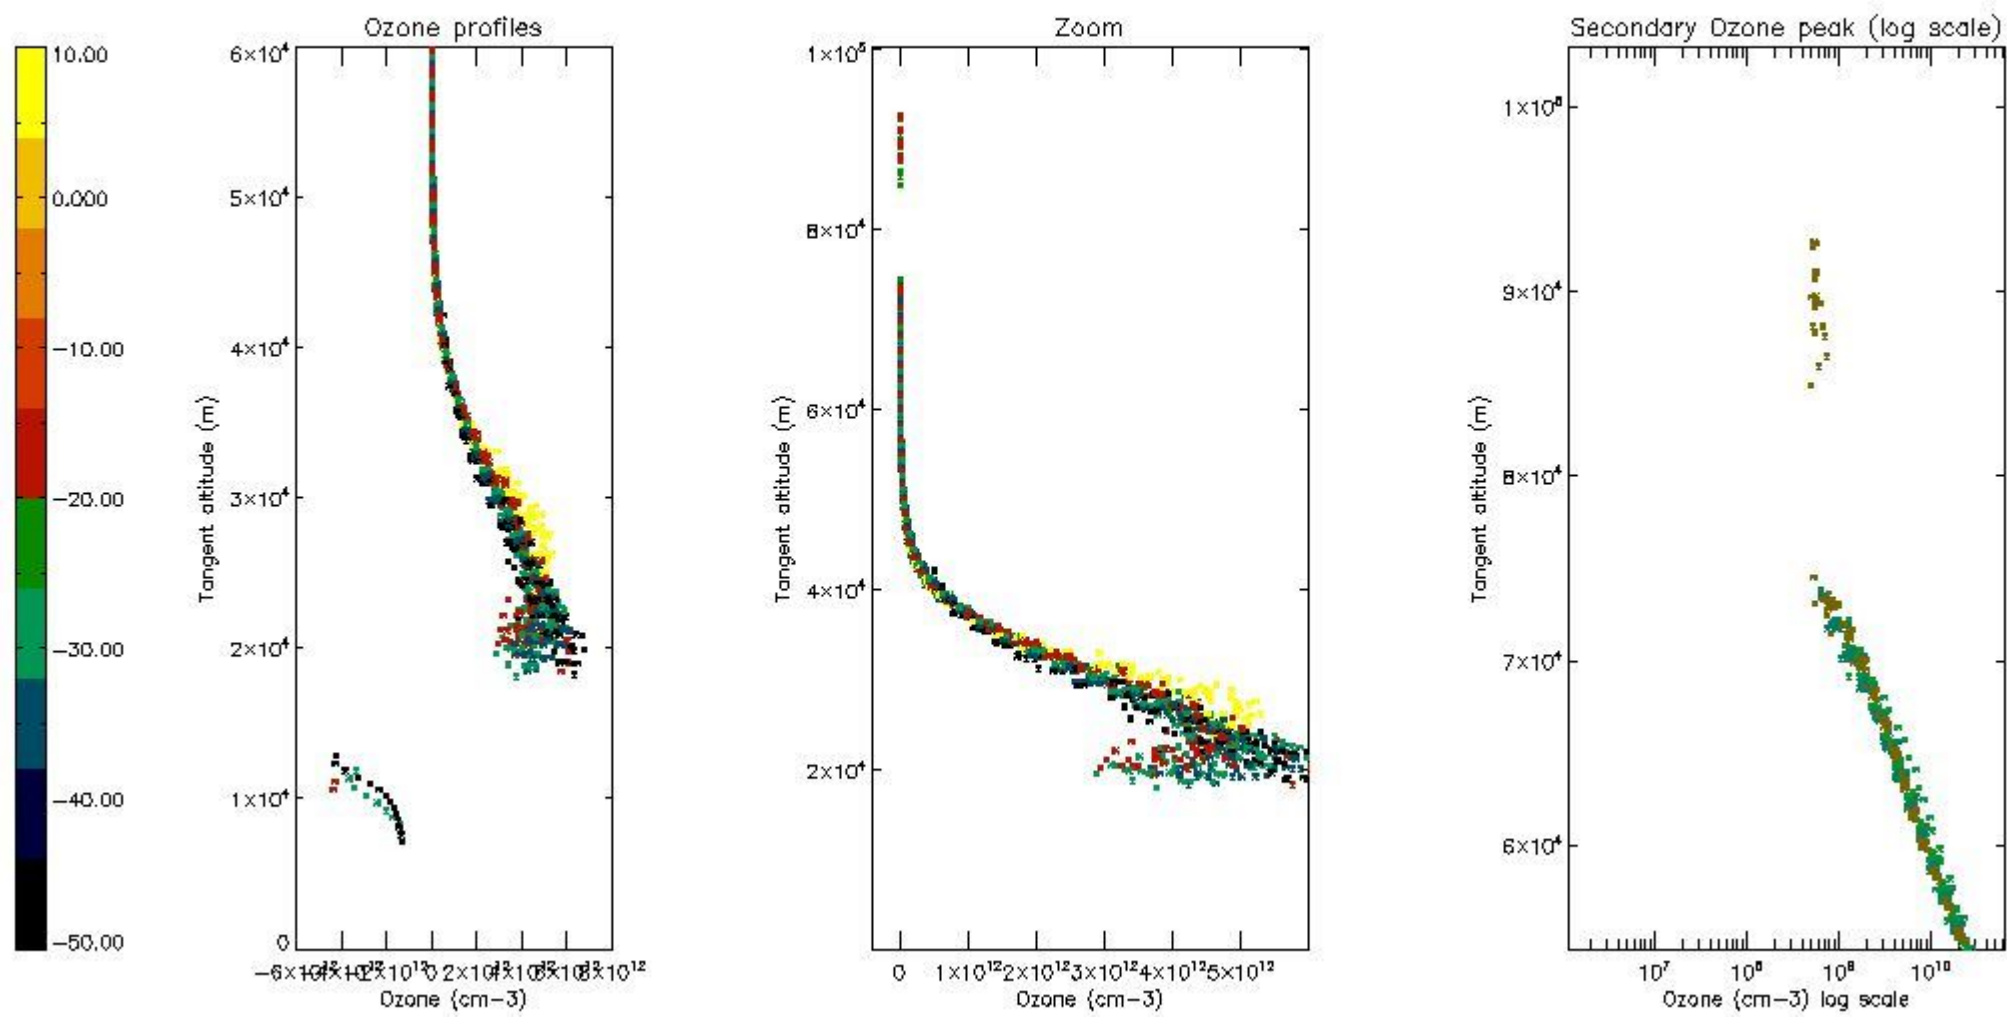 Ozone profiles
Zoom
Secondary Ozone peak (log scale)
10.00
0.000
−10.00
−20.00
−30.00
−40.00
−50.00
6×10⁴
5×10⁴
4×10⁴
3×10⁴
2×10⁴
1×10⁴
0
Tangent altitude (m)
0
Ozone (cm−3)
1×10⁵
8×10⁴
6×10⁴
4×10⁴
2×10⁴
Tangent altitude (m)
0 1×10¹² 2×10¹² 3×10¹² 4×10¹² 5×10¹²
Ozone (cm−3)
9×10⁴
8×10⁴
7×10⁴
6×10⁴
Tangent altitude (m)
10⁷ 10⁸ 10⁹ 10¹⁰
Ozone (cm−3) log scale